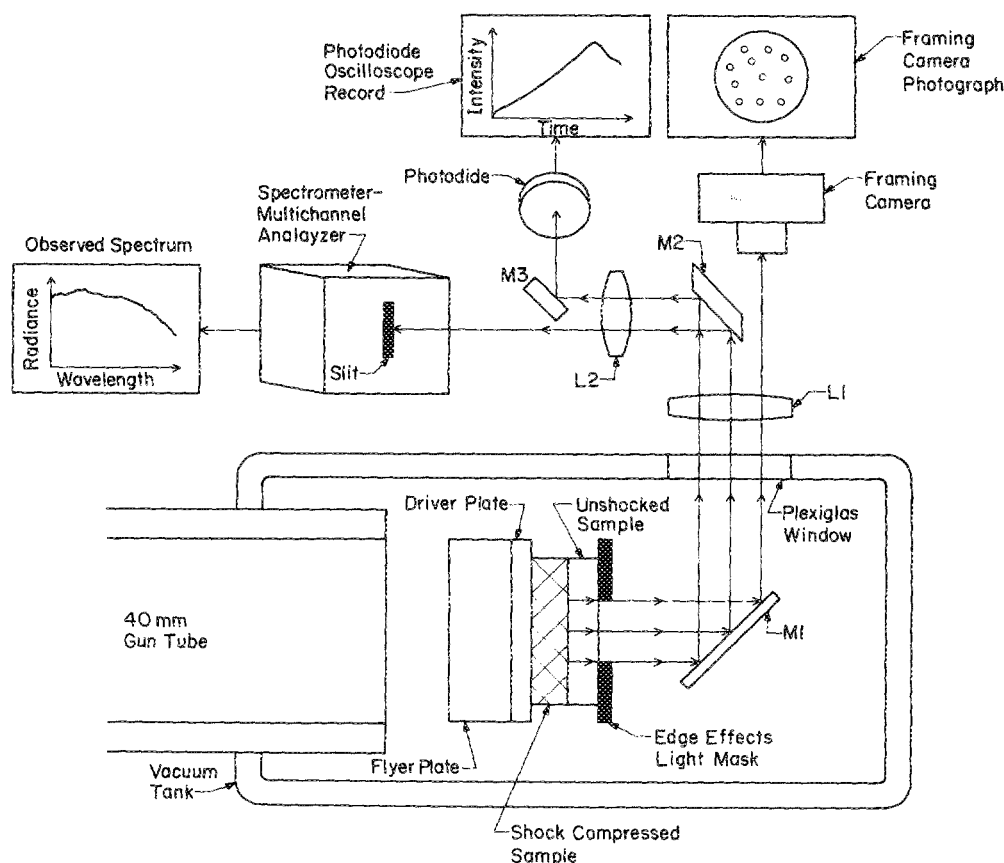 Photodiode
Oscilloscope
Record
Intensity
Time
Framing
Camera
Photograph
Photodide
Framing
Camera
Spectrometer-
Multichannel
Analayzer
Observed Spectrum
Radiance
Wavelength
Slit
M3
M2
L2
L1
Driver Plate
Unshocked
Sample
Plexiglas
Window
40 mm
Gun Tube
M1
Flyer Plate
Edge Effects
Light Mask
Vacuum
Tank
Shock Compressed
Sample